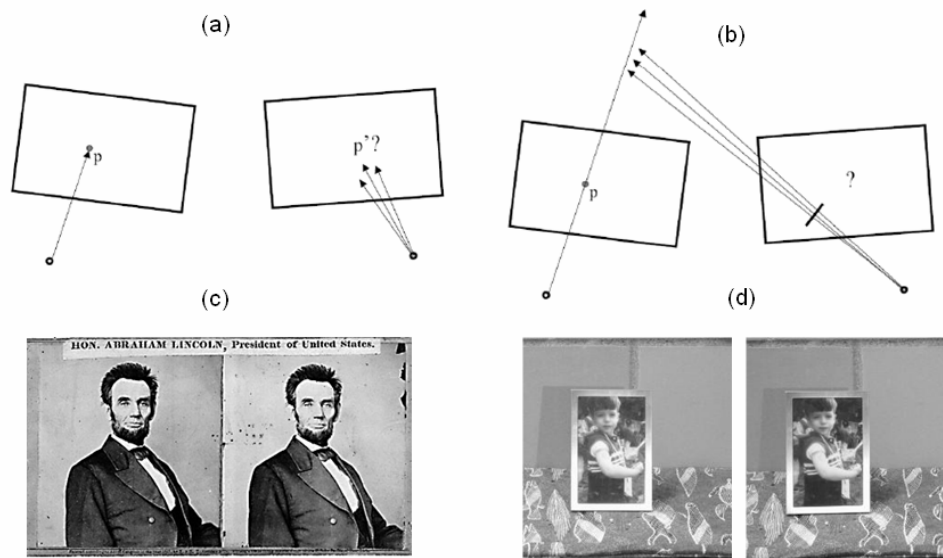 (a)
(b)
p
p'?
p
?
(c)
(d)
HON. ABRAHAM LINCOLN, President of United States.